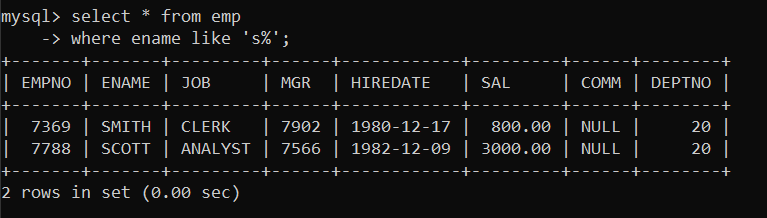 mysql> select * from emp
    -> where ename like 's%';
+-------+-------+---------+------+------------+---------+------+--------+
| EMPNO | ENAME | JOB     | MGR  | HIREDATE   | SAL     | COMM | DEPTNO |
+-------+-------+---------+------+------------+---------+------+--------+
|  7369 | SMITH | CLERK   | 7902 | 1980-12-17 |  800.00 | NULL |     20 |
|  7788 | SCOTT | ANALYST | 7566 | 1982-12-09 | 3000.00 | NULL |     20 |
+-------+-------+---------+------+------------+---------+------+--------+
2 rows in set (0.00 sec)